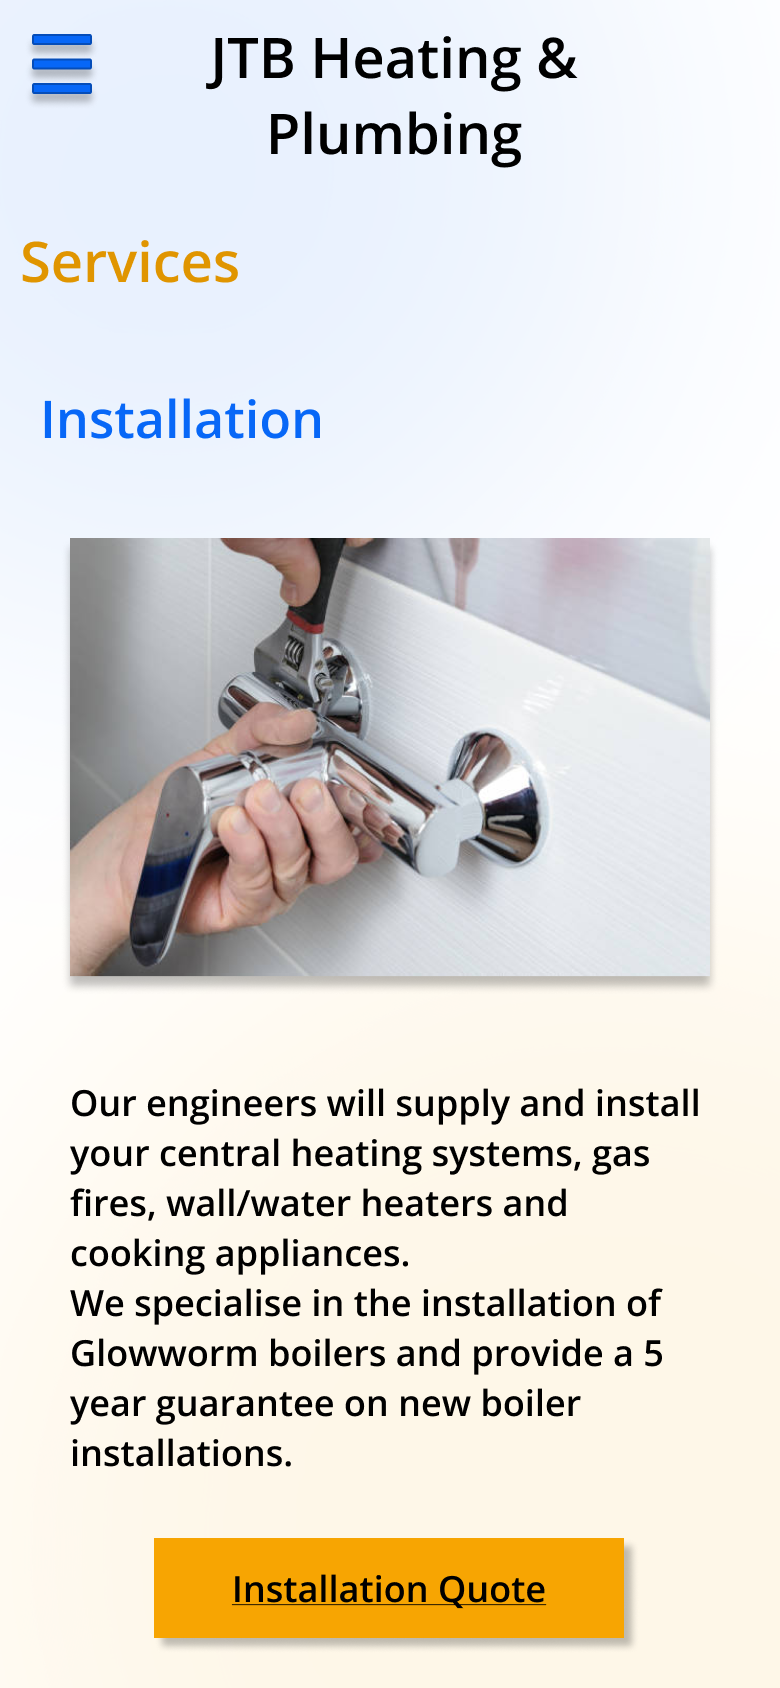 JTB Heating &
Plumbing
Services
Installation
Our engineers will supply and install
your central heating systems, gas
fires, wall/water heaters and
cooking appliances.
We specialise in the installation of
Glowworm boilers and provide a 5
year guarantee on new boiler
installations.
Installation Quote